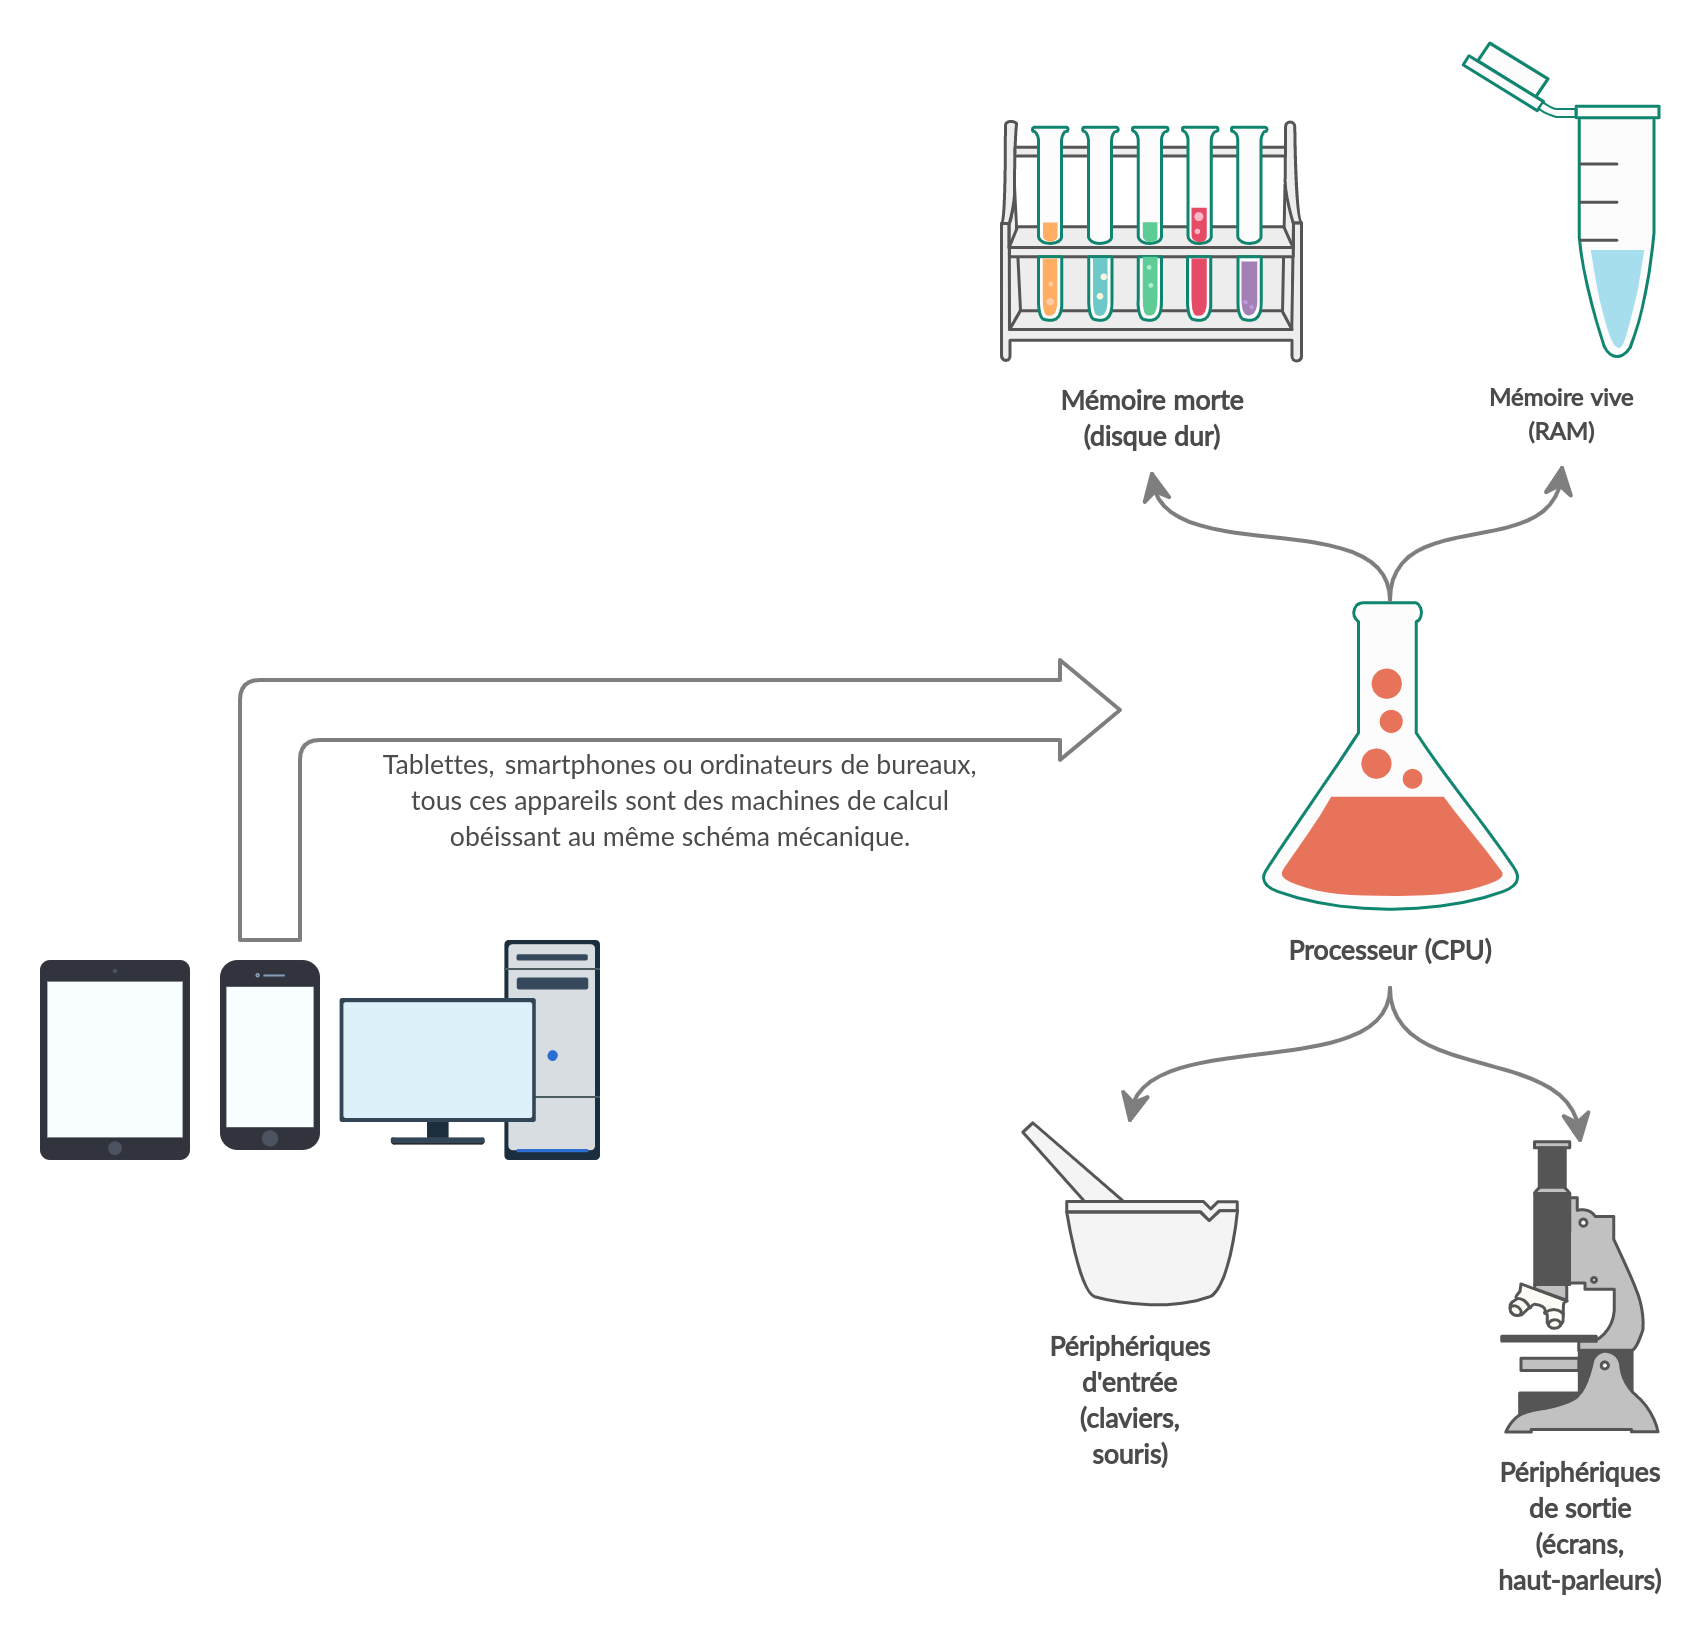 Mémoire morte
(disque dur)
Mémoire vive
(RAM)
Tablettes, smartphones ou ordinateurs de bureaux,
tous ces appareils sont des machines de calcul
obéissant au même schéma mécanique.
Processeur (CPU)
Périphériques
d'entrée
(claviers,
souris)
Périphériques
de sortie
(écrans,
haut-parleurs)